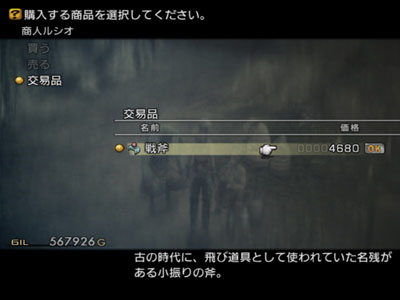 購入する商品を選択してください。
商人ルシオ
買う
売る
交易品
交易品
名前 価格
戦斧 00004680 OK
GIL 567926G
古の時代に、飛び道具として使われていた名残
がある小振りの斧。